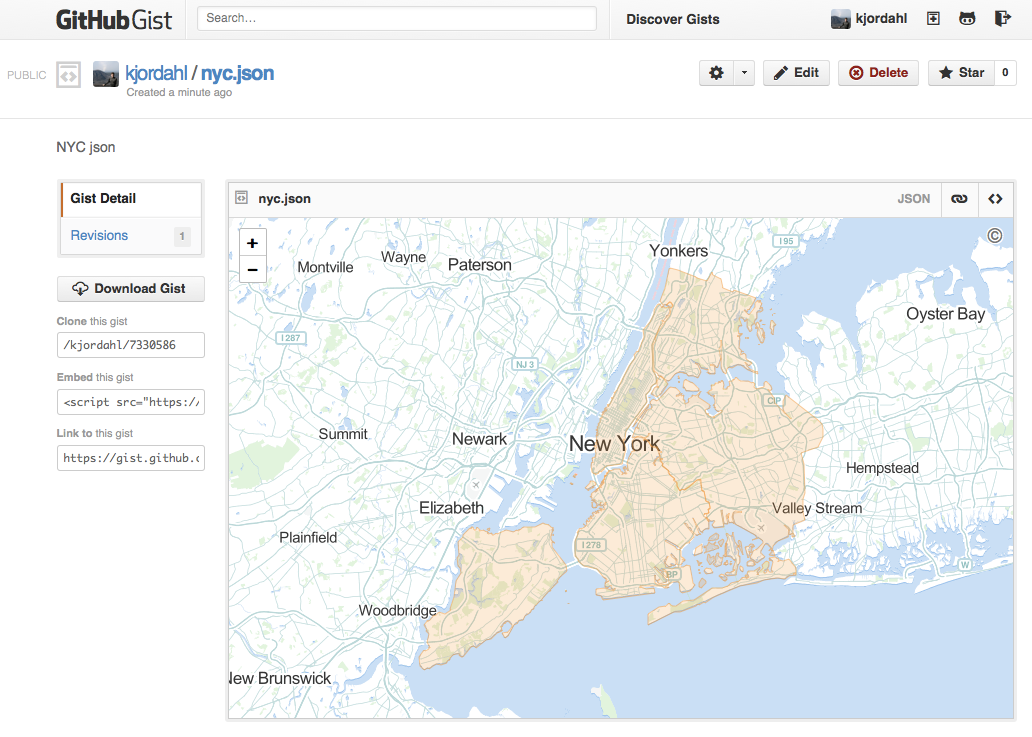 GitHub Gist
Search...
Discover Gists
kjordahl
PUBLIC
kjordahl / nyc.json
Created a minute ago
Edit
Delete
Star
0
NYC json
Gist Detail
Revisions
1
Download Gist
Clone this gist
/kjordahl/7330586
Embed this gist
<script src="https:/
Link to this gist
https://gist.github.c
nyc.json
JSON
+
−
©
Yonkers
I 95
Wayne
Montville
Paterson
Oyster Bay
I 287
NJ 3
CIP
Summit
Newark
New York
Hempstead
Elizabeth
Valley Stream
Plainfield
I 278
BP
W
Woodbridge
New Brunswick